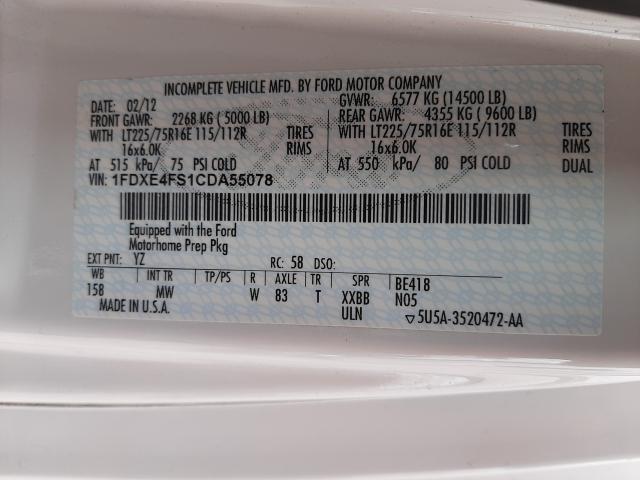 INCOMPLETE VEHICLE MFD. BY FORD MOTOR COMPANY
DATE: 02/12 GVWR: 6577 KG (14500 LB)
FRONT GAWR: 2268 KG (5000 LB) REAR GAWR: 4355 KG (9600 LB)
WITH LT225/75R16E 115/112R TIRES WITH LT225/75R16E 115/112R TIRES
16x6.0K RIMS 16x6.0K RIMS
AT 515 kPa/ 75 PSI COLD AT 550 kPa/ 80 PSI COLD DUAL
VIN: 1FDXE4FS1CDA55078
Equipped with the Ford
Motorhome Prep Pkg
EXT PNT: YZ RC: 58 DSO:
WB INT TR TP/PS R AXLE TR SPR BE418
158 MW W 83 T XXBB N05
MADE IN U.S.A. ULN ▽5U5A-3520472-AA